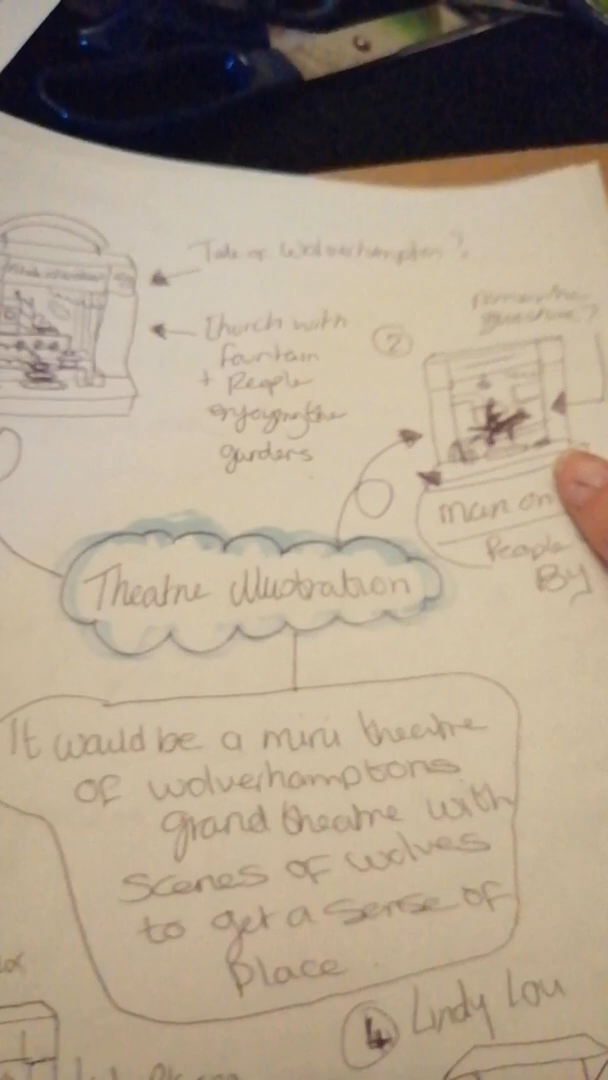 Tale of Wolverhampton?
Church with
fountain
+ People
enjoying the
gardens
2
question?
man on
People
By
Theatre illustration
It would be a mini theatre
of wolverhamptons
grand theatre with
scenes of wolves
to get a sense of
place
4 Lindy Lou